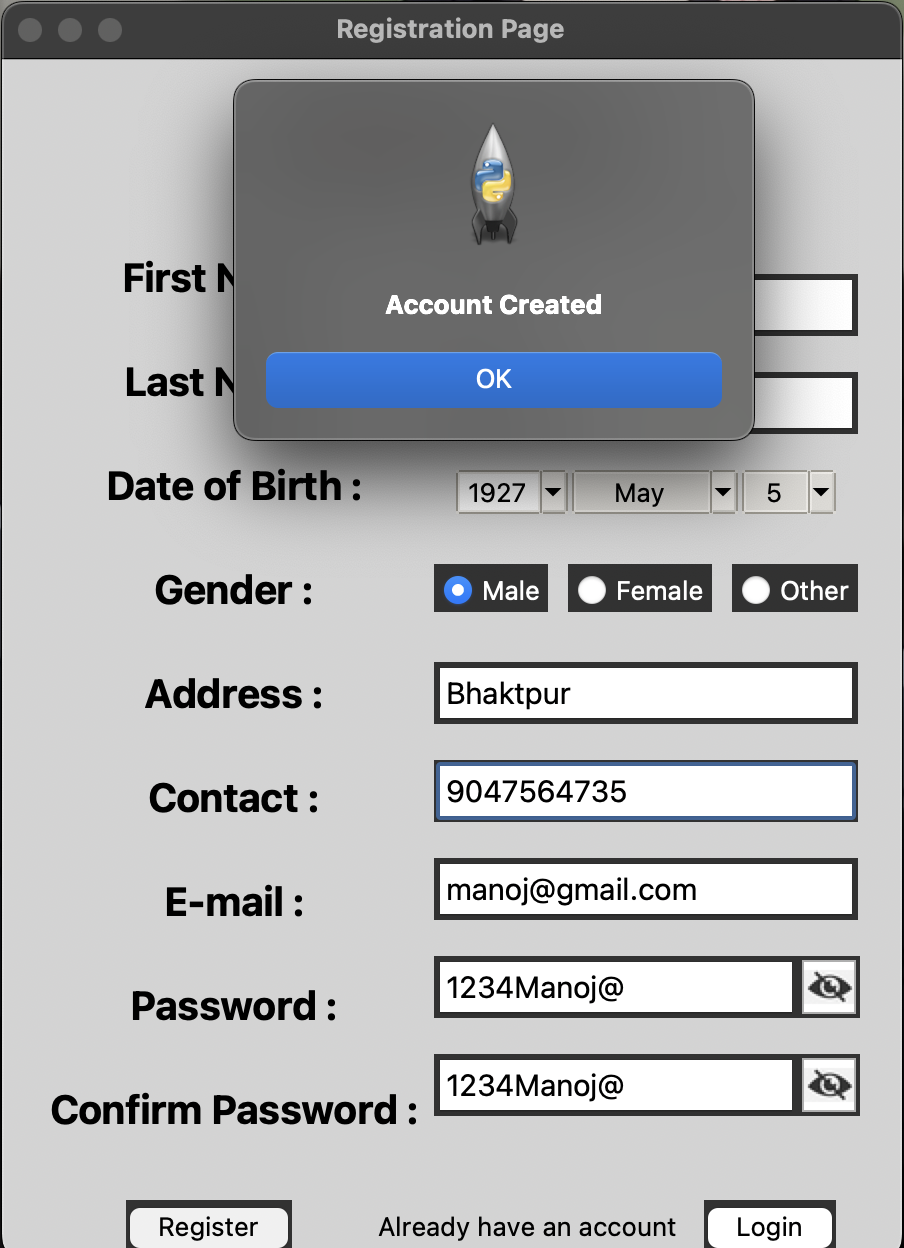 Registration Page
Account Created
OK
First N
Last N
Date of Birth : 1927 May 5
Gender : Male Female Other
Address : Bhaktpur
Contact : 9047564735
E-mail : manoj@gmail.com
Password : 1234Manoj@
Confirm Password : 1234Manoj@
Register Already have an account Login